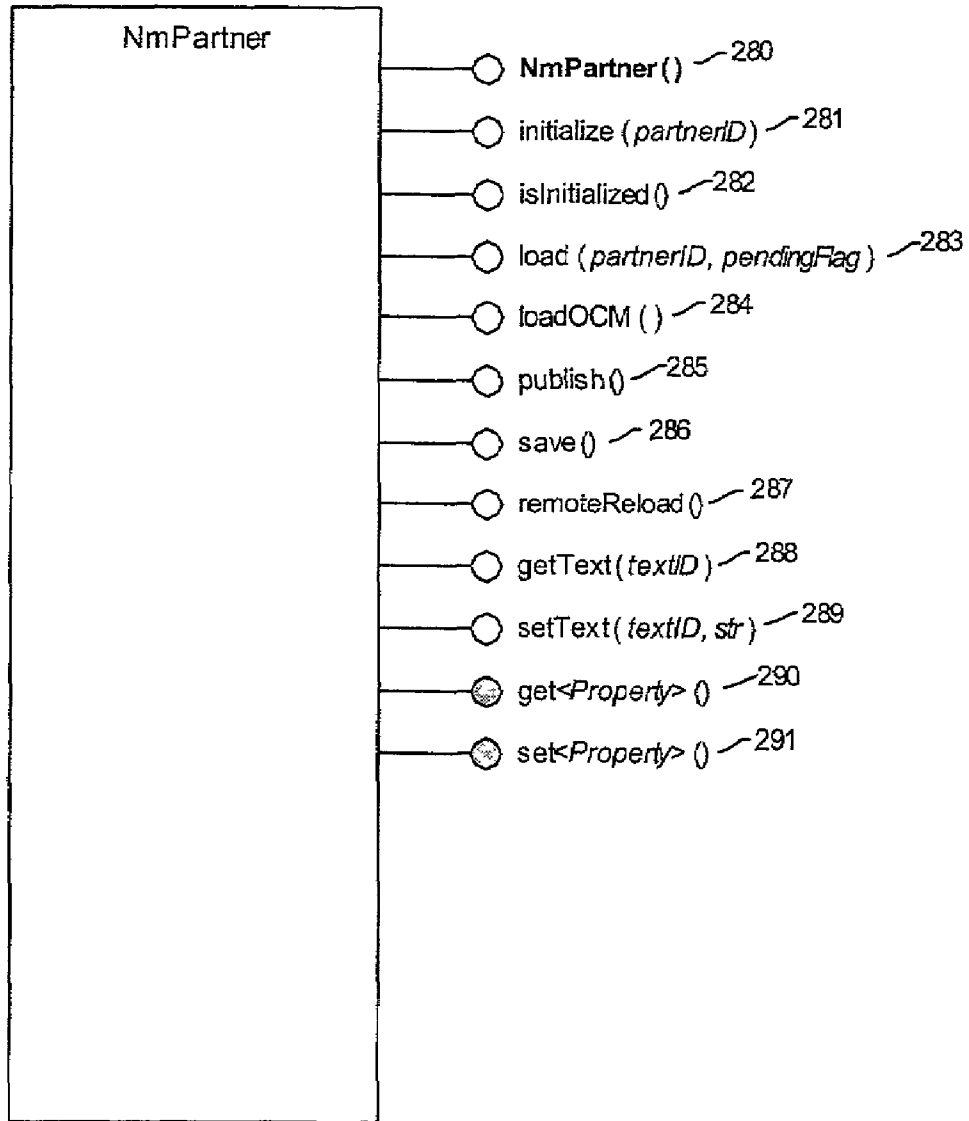 NmPartner
NmPartner() 280
initialize (partnerID) 281
isInitialized() 282
load (partnerID, pendingFlag) 283
loadOCM () 284
publish() 285
save() 286
remoteReload() 287
getText(textID) 288
setText(textID, str) 289
get<Property> () 290
set<Property> () 291